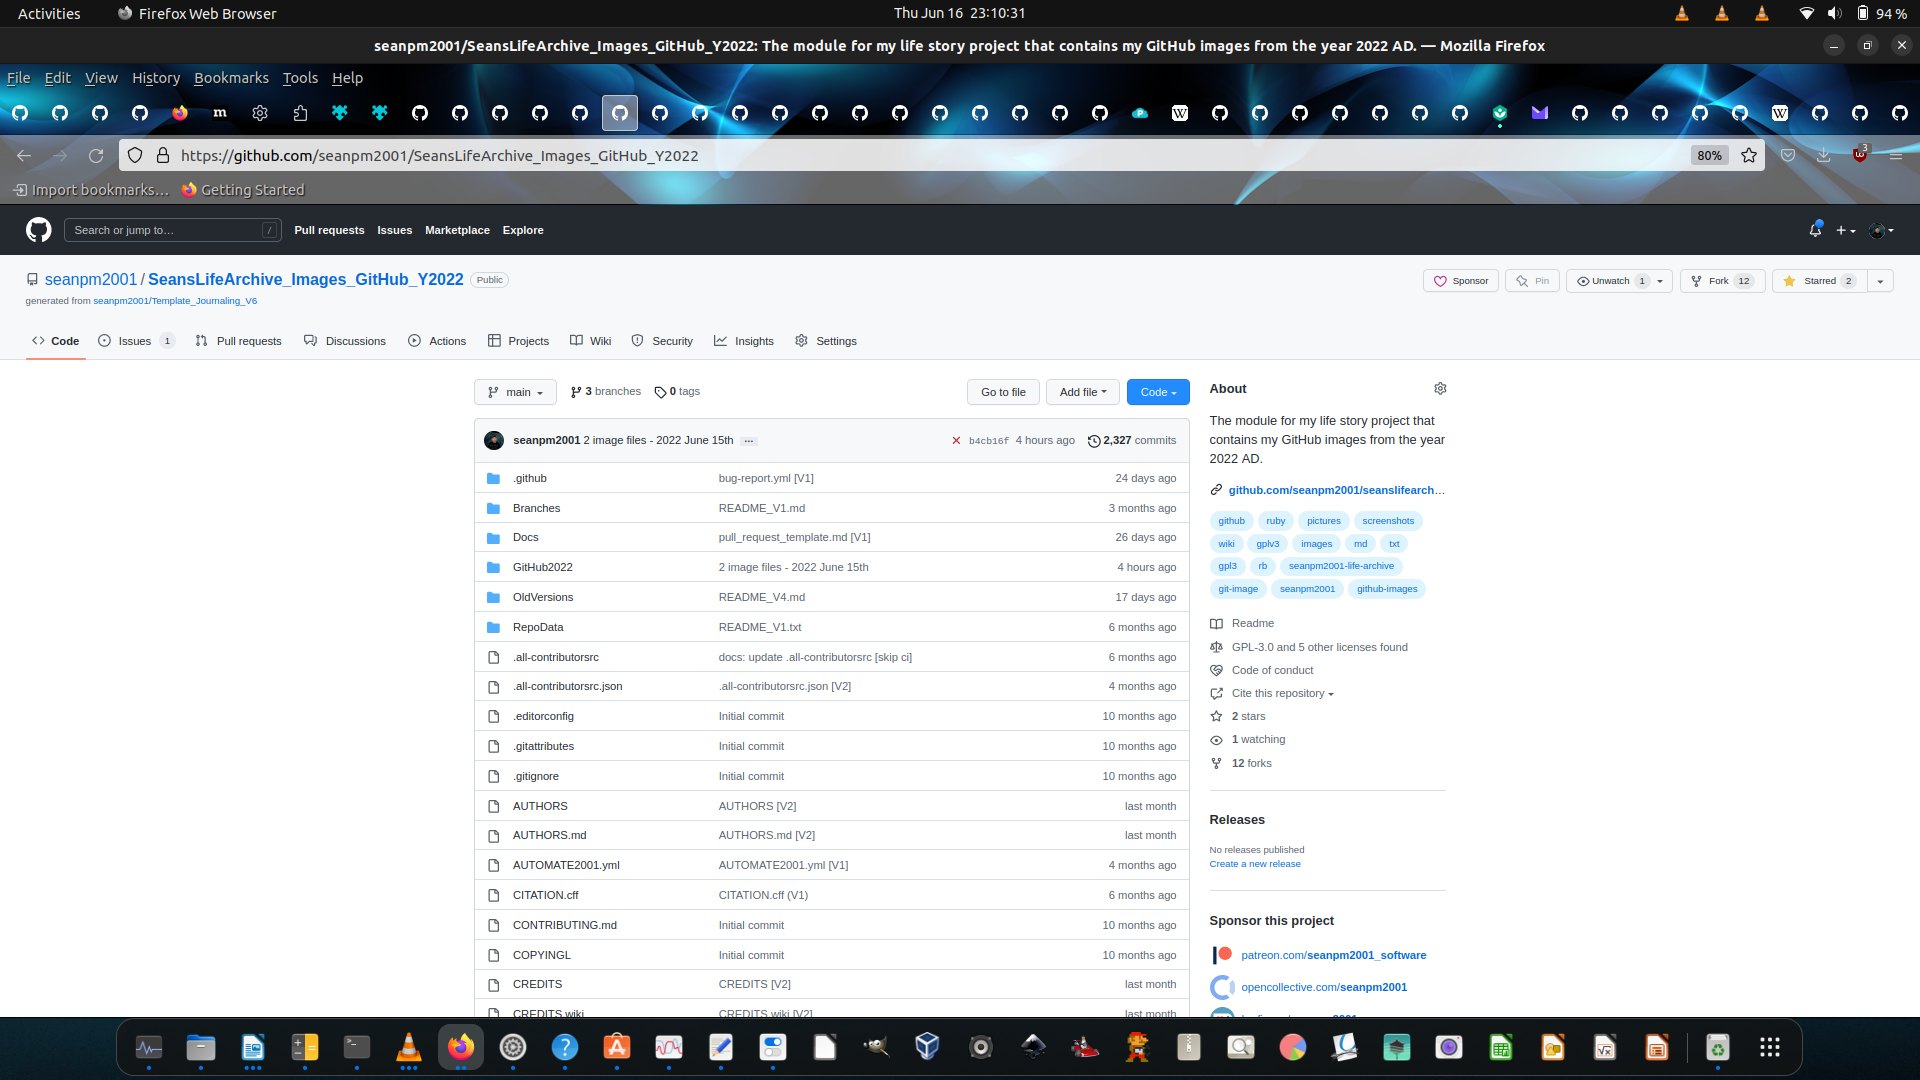 Activities Firefox Web Browser Thu Jun 16 23:10:31 94 %
seanpm2001/SeansLifeArchive_Images_GitHub_Y2022: The module for my life story project that contains my GitHub images from the year 2022 AD. — Mozilla Firefox
File Edit View History Bookmarks Tools Help
https://github.com/seanpm2001/SeansLifeArchive_Images_GitHub_Y2022 80% 3
Import bookmarks… Getting Started
Search or jump to… / Pull requests Issues Marketplace Explore
seanpm2001 / SeansLifeArchive_Images_GitHub_Y2022 Public Sponsor Pin Unwatch 1 Fork 12 Starred 2
generated from seanpm2001/Template_Journaling_V6
Code Issues 1 Pull requests Discussions Actions Projects Wiki Security Insights Settings
main 3 branches 0 tags Go to file Add file Code
seanpm2001 2 image files - 2022 June 15th ... b4cb16f 4 hours ago 2,327 commits
.github bug-report.yml [V1] 24 days ago
Branches README_V1.md 3 months ago
Docs pull_request_template.md [V1] 26 days ago
GitHub2022 2 image files - 2022 June 15th 4 hours ago
OldVersions README_V4.md 17 days ago
RepoData README_V1.txt 6 months ago
.all-contributorsrc docs: update .all-contributorsrc [skip ci] 6 months ago
.all-contributorsrc.json .all-contributorsrc.json [V2] 4 months ago
.editorconfig Initial commit 10 months ago
.gitattributes Initial commit 10 months ago
.gitignore Initial commit 10 months ago
AUTHORS AUTHORS [V2] last month
AUTHORS.md AUTHORS.md [V2] last month
AUTOMATE2001.yml AUTOMATE2001.yml [V1] 4 months ago
CITATION.cff CITATION.cff (V1) 6 months ago
CONTRIBUTING.md Initial commit 10 months ago
COPYINGL Initial commit 10 months ago
CREDITS CREDITS [V2] last month
CREDITS.wiki CREDITS.wiki [V2] last month
About
The module for my life story project that
contains my GitHub images from the year
2022 AD.
github.com/seanpm2001/seanslifearch…
github ruby pictures screenshots
wiki gplv3 images md txt
gpl3 rb seanpm2001-life-archive
git-image seanpm2001 github-images
Readme
GPL-3.0 and 5 other licenses found
Code of conduct
Cite this repository
2 stars
1 watching
12 forks
Releases
No releases published
Create a new release
Sponsor this project
patreon.com/seanpm2001_software
opencollective.com/seanpm2001